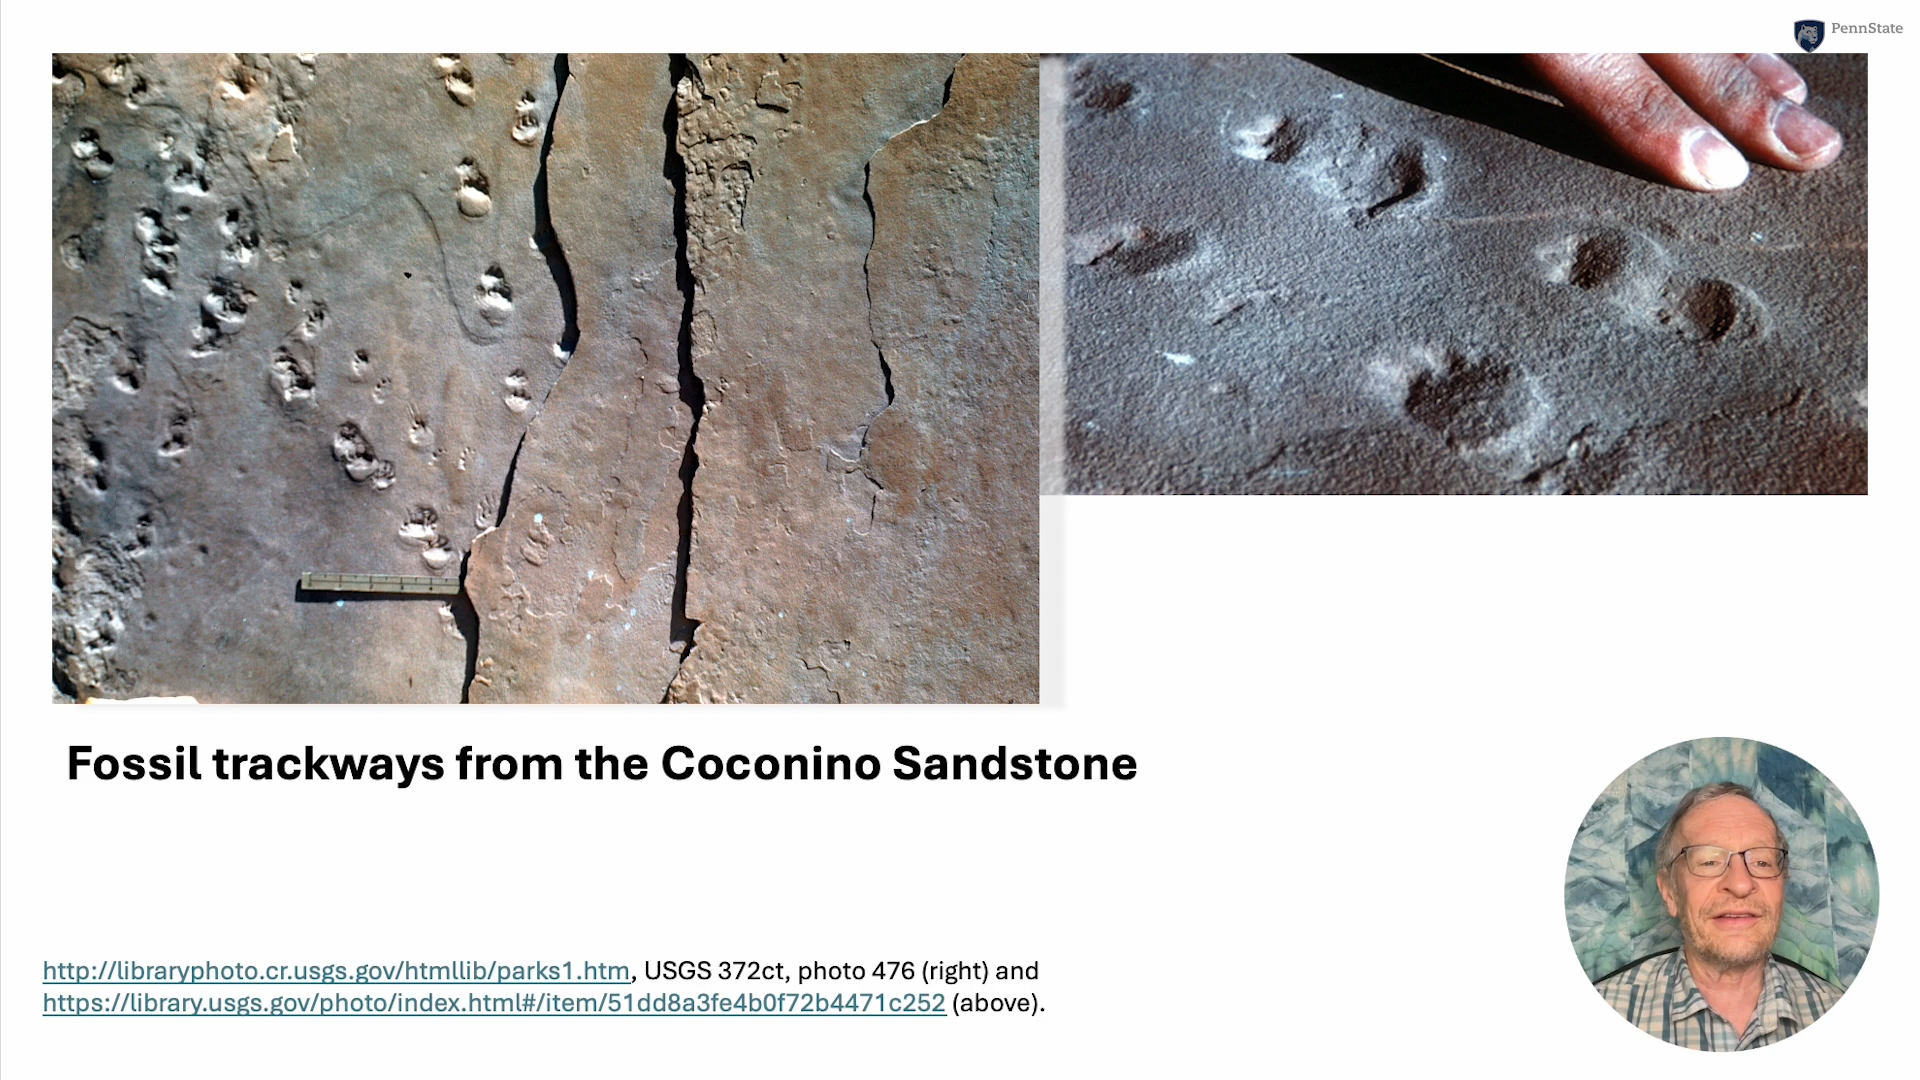 PennState
Fossil trackways from the Coconino Sandstone
http://libraryphoto.cr.usgs.gov/htmllib/parks1.htm, USGS 372ct, photo 476 (right) and
https://library.usgs.gov/photo/index.html#/item/51dd8a3fe4b0f72b4471c252 (above).